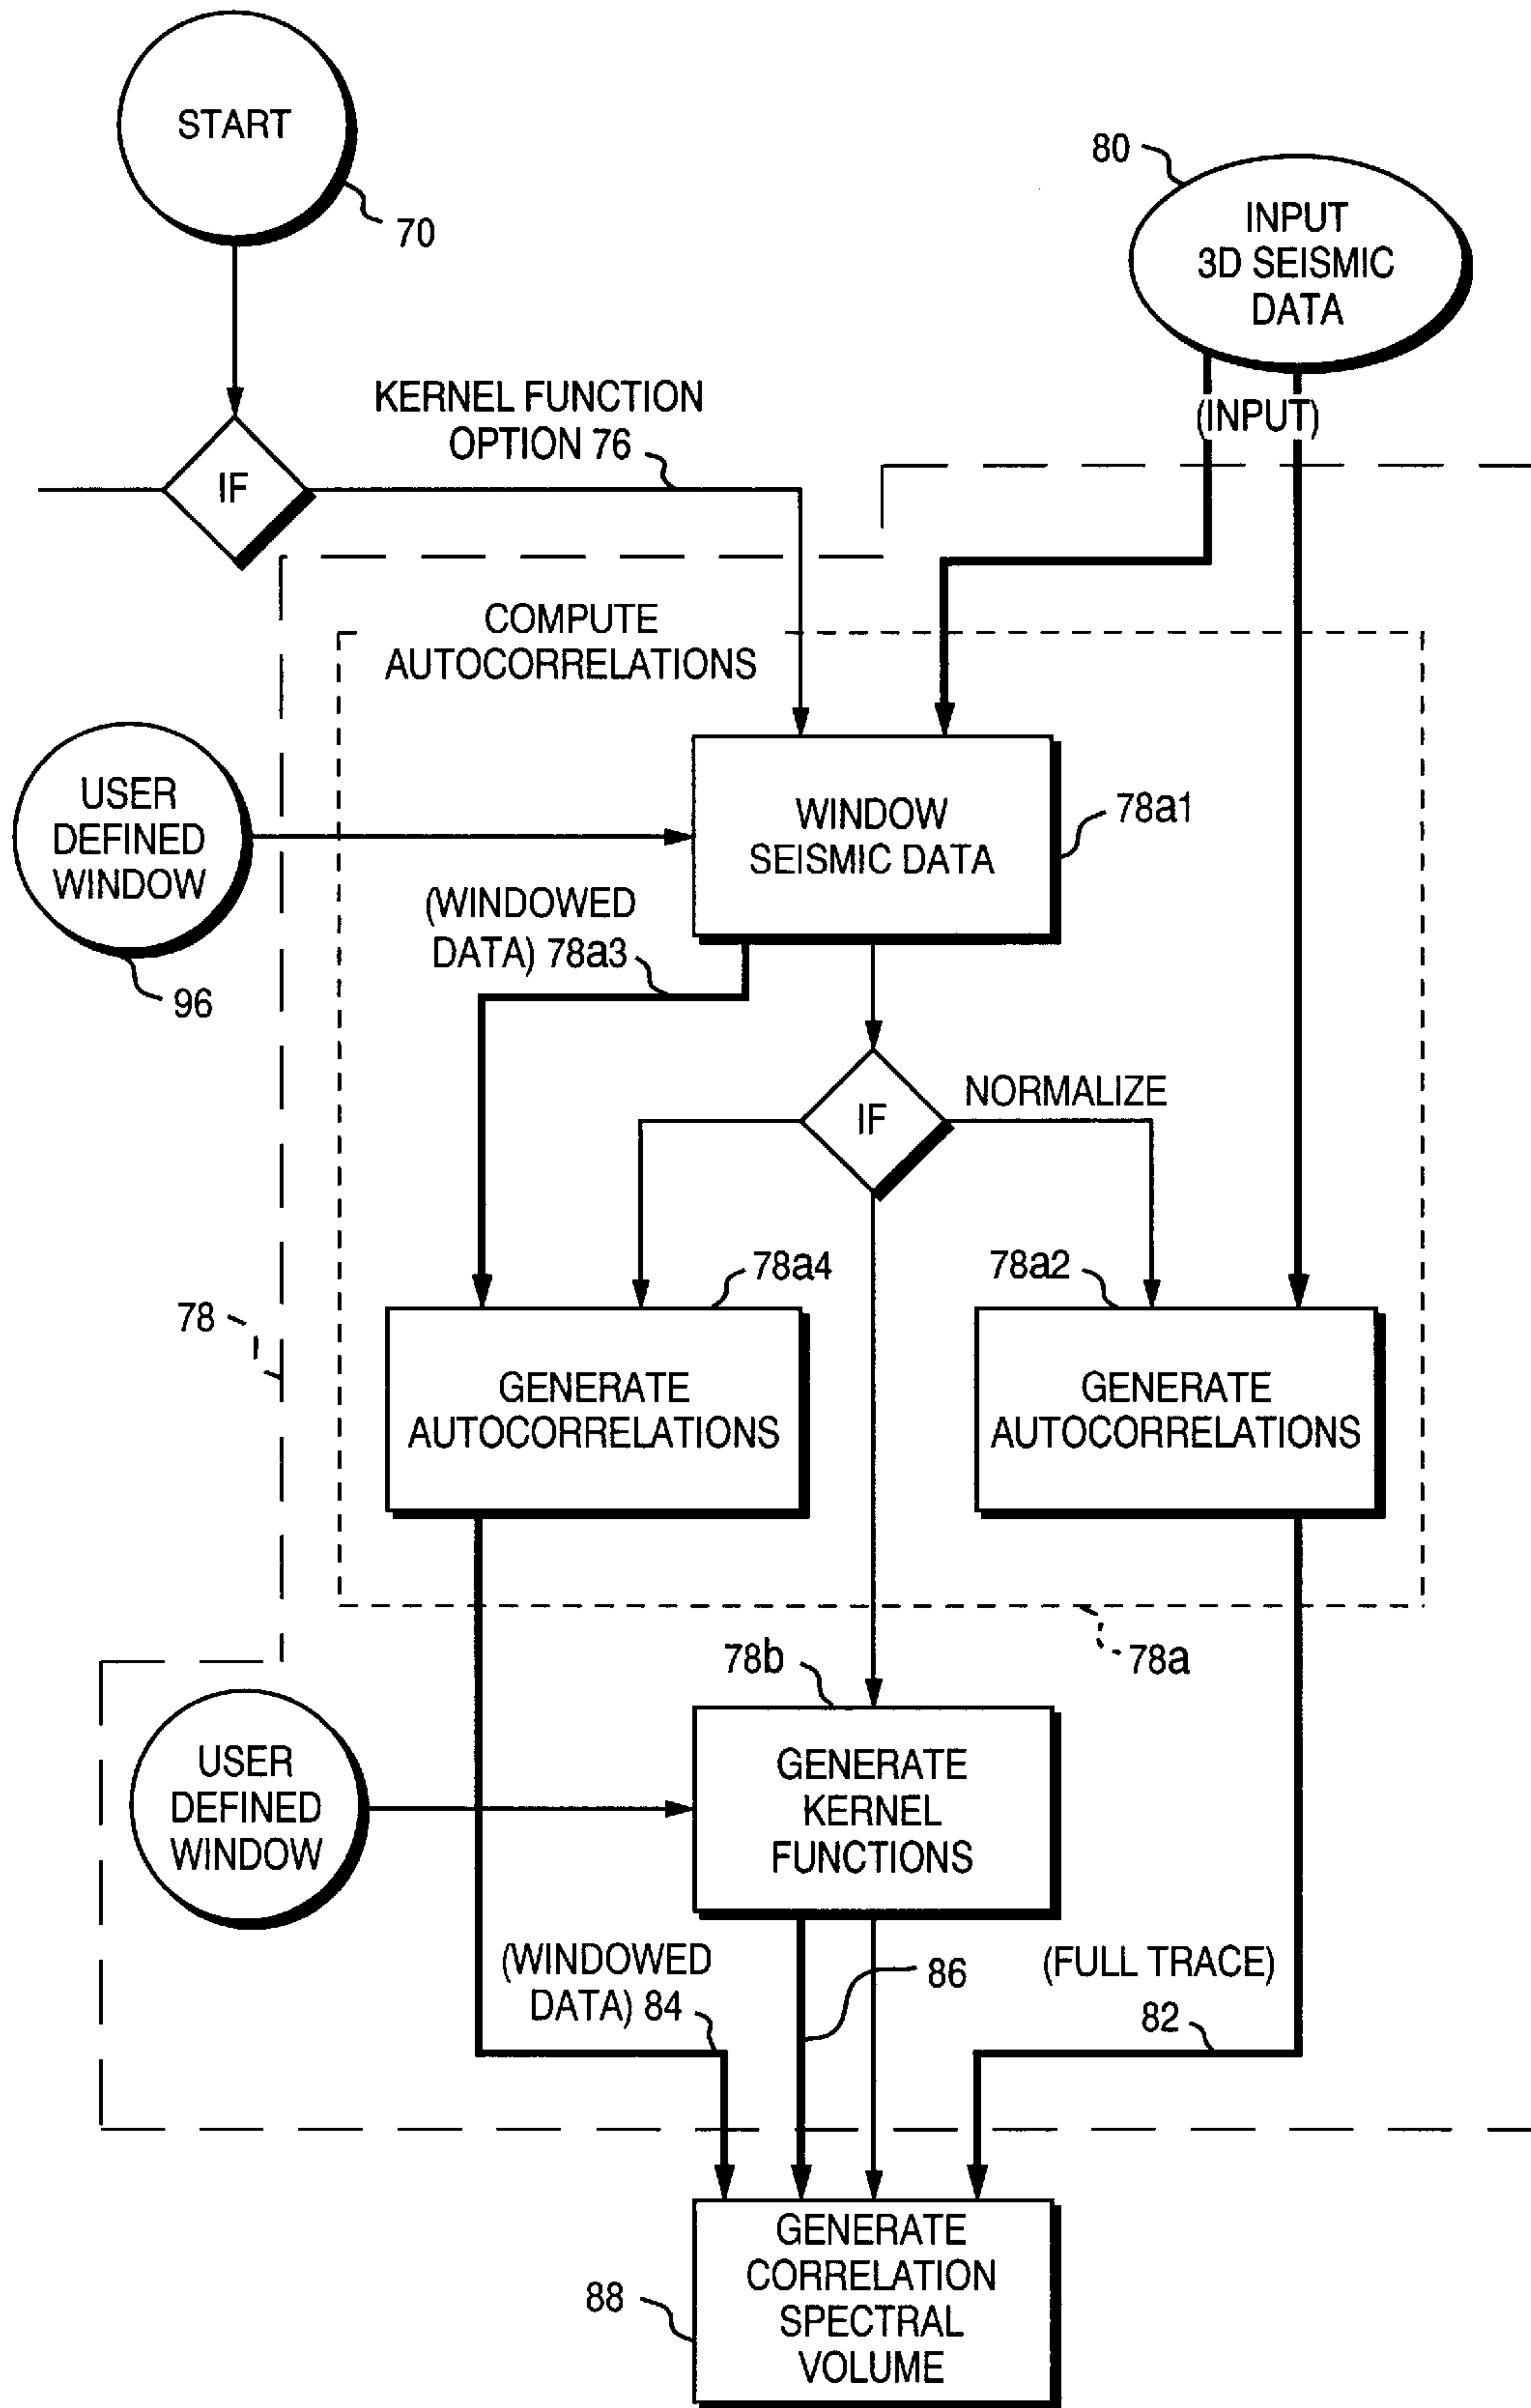 START
70
80
INPUT
3D SEISMIC
DATA
(INPUT)
KERNEL FUNCTION
OPTION 76
IF
COMPUTE
AUTOCORRELATIONS
USER
DEFINED
WINDOW
96
WINDOW
SEISMIC DATA
78a1
(WINDOWED
DATA) 78a3
IF
NORMALIZE
78a4
78a2
78
GENERATE
AUTOCORRELATIONS
GENERATE
AUTOCORRELATIONS
78a
78b
USER
DEFINED
WINDOW
GENERATE
KERNEL
FUNCTIONS
(WINDOWED
DATA) 84
86
(FULL TRACE)
82
88
GENERATE
CORRELATION
SPECTRAL
VOLUME